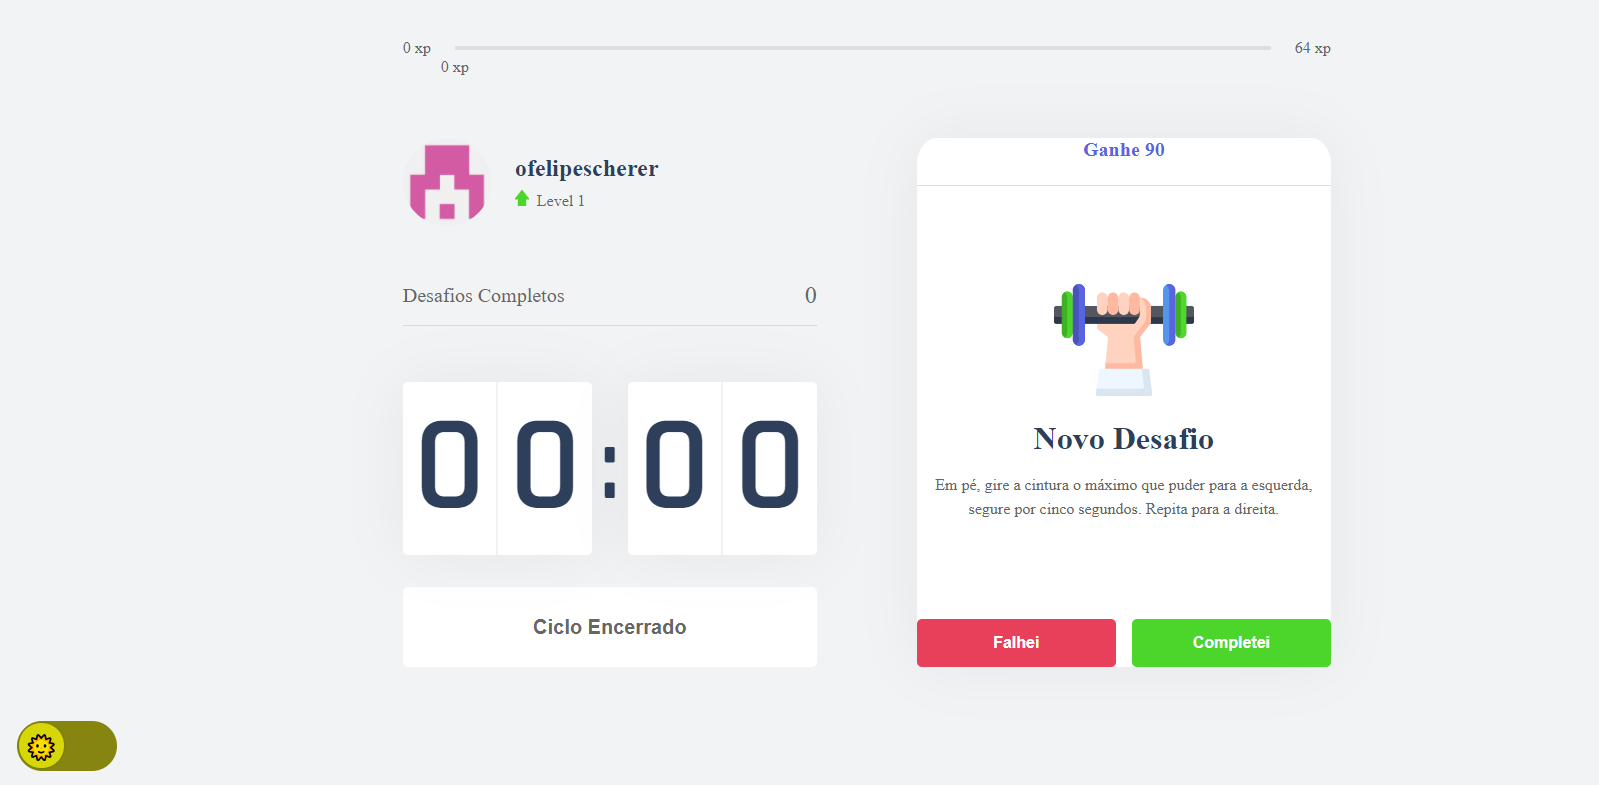 0 xp
64 xp
0 xp
ofelipescherer
Level 1
Desafios Completos 0
00:00
Ciclo Encerrado
Ganhe 90
Novo Desafio
Em pé, gire a cintura o máximo que puder para a esquerda,
segure por cinco segundos. Repita para a direita.
Falhei
Completei